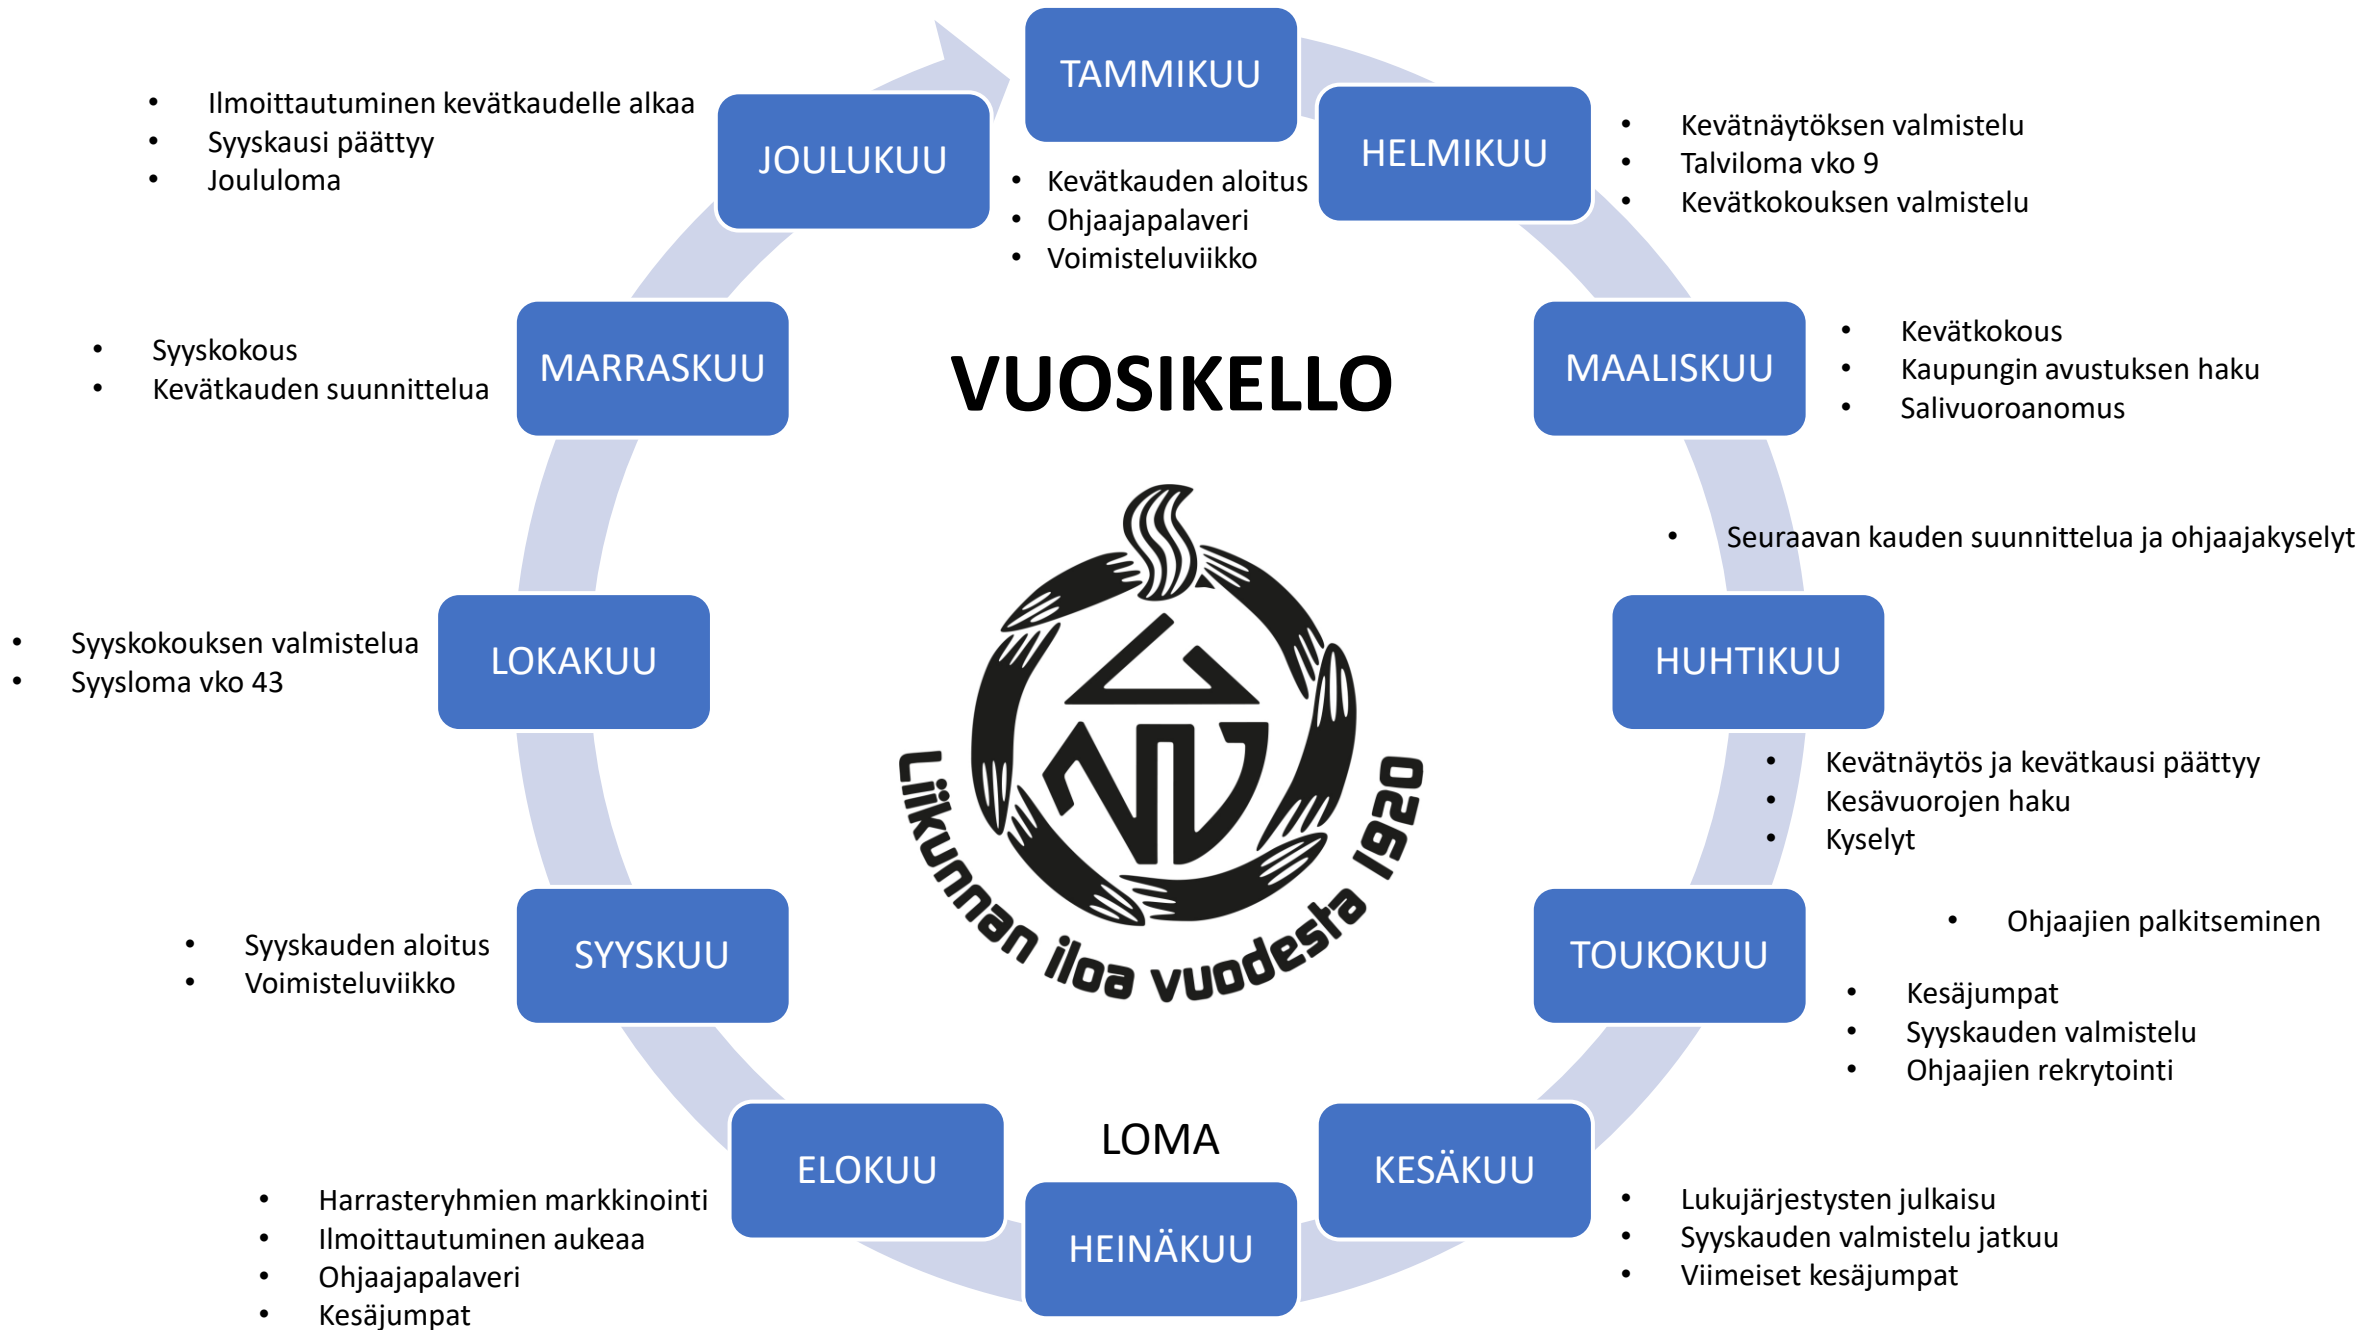 TAMMIKUU
• Kevätkauden aloitus
• Ohjaajapalaveri
• Voimisteluviikko
HELMIKUU
• Kevätnäytöksen valmistelu
• Talviloma vko 9
• Kevätkokouksen valmistelu
MAALISKUU
• Kevätkokous
• Kaupungin avustuksen haku
• Salivuoroanomus
• Seuraavan kauden suunnittelua ja ohjaajakyselyt
HUHTIKUU
• Kevätnäytös ja kevätkausi päättyy
• Kesävuorojen haku
• Kyselyt
• Ohjaajien palkitseminen
TOUKOKUU
• Kesäjumpat
• Syyskauden valmistelu
• Ohjaajien rekrytointi
KESÄKUU
• Lukujärjestysten julkaisu
• Syyskauden valmistelu jatkuu
• Viimeiset kesäjumpat
LOMA
HEINÄKUU
ELOKUU
• Harrasteryhmien markkinointi
• Ilmoittautuminen aukeaa
• Ohjaajapalaveri
• Kesäjumpat
SYYSKUU
• Syyskauden aloitus
• Voimisteluviikko
LOKAKUU
• Syyskokouksen valmistelua
• Syysloma vko 43
MARRASKUU
• Syyskokous
• Kevätkauden suunnittelua
JOULUKUU
• Ilmoittautuminen kevätkaudelle alkaa
• Syyskausi päättyy
• Joululoma
VUOSIKELLO
Liikunnan iloa vuodesta 1920